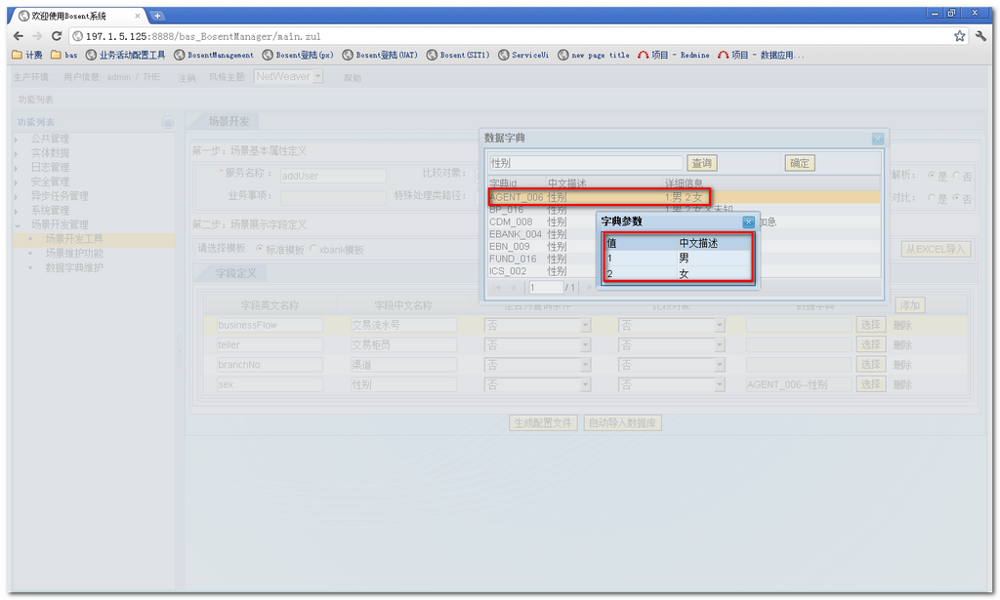 欢迎使用Bosent系统
197.1.5.125:8888/bas_BosentManager/main.zul
计费 bas 业务活动配置工具 BosentManagement Bosent登陆(px) Bosent登陆(UAT) Bosent(SIT1) ServiceUi new page title 项目 - Redmine 项目 - 数据应用...
生产环境 用户信息: admin / THE 注销 风格主题 NetWeaver 帮助
功能列表
功能列表
公共管理
实体数据
日志管理
安全管理
异步任务管理
系统管理
场景开发管理
场景开发工具
场景维护功能
数据字典维护
场景开发
第一步: 场景基本属性定义
*服务名称: addUser 比较对象: 解析: 是 否
业务事项: 特殊处理类路径: 对比: 是 否
第二步: 场景展示字段定义
请选择模板: 标准模板 xbank模板 从EXCEL导入
字段定义
字段英文名称 字段中文名称 是否为查询条件 比较对象 数据字典 添加
businessFlow 交易流水号 否 否 选择 删除
teller 交易柜员 否 否 选择 删除
branchNo 渠道 否 否 选择 删除
sex 性别 否 否 AGENT_006--性别 选择 删除
生成配置文件 自动导入数据库
数据字典
性别 查询 确定
字典id 中文描述 详细信息
AGENT_006 性别 1:男 2:女
BP_016 性别
CDM_008 性别
EBANK_004 性别
EBN_009 性别
FUND_016 性别
ICS_002 性别
1 / 1
字典参数
值 中文描述
1 男
2 女